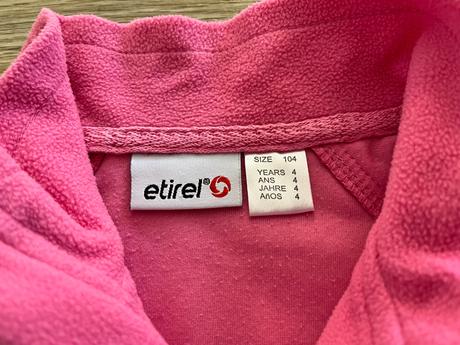 etirel®
SIZE 104
YEARS 4
ANS 4
JAHRE 4
AñOS 4